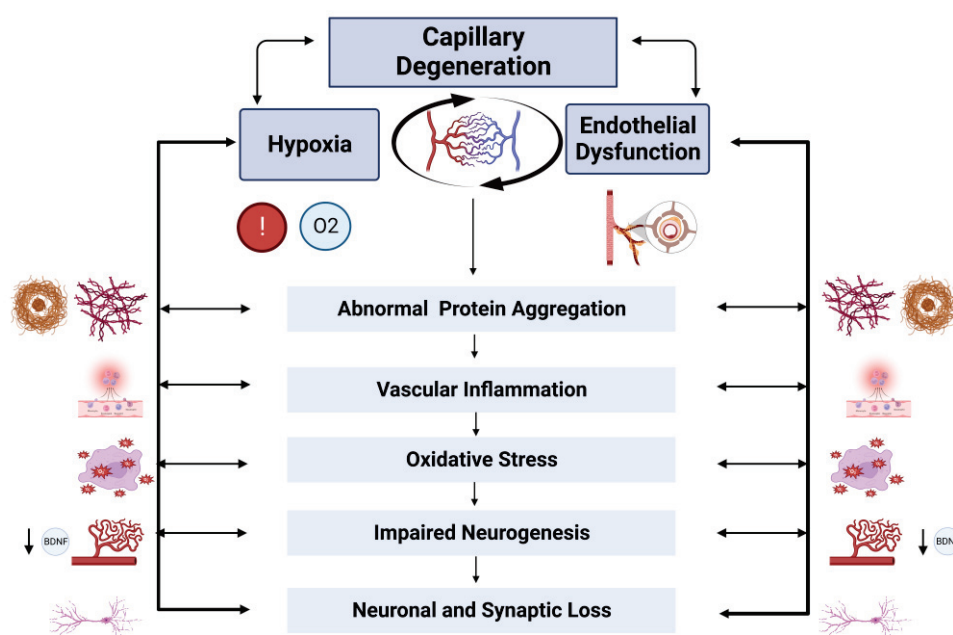 Capillary
Degeneration
Hypoxia
Endothelial
Dysfunction
!
O2
Abnormal Protein Aggregation
Vascular Inflammation
Oxidative Stress
BDNF
Impaired Neurogenesis
BDN
Neuronal and Synaptic Loss